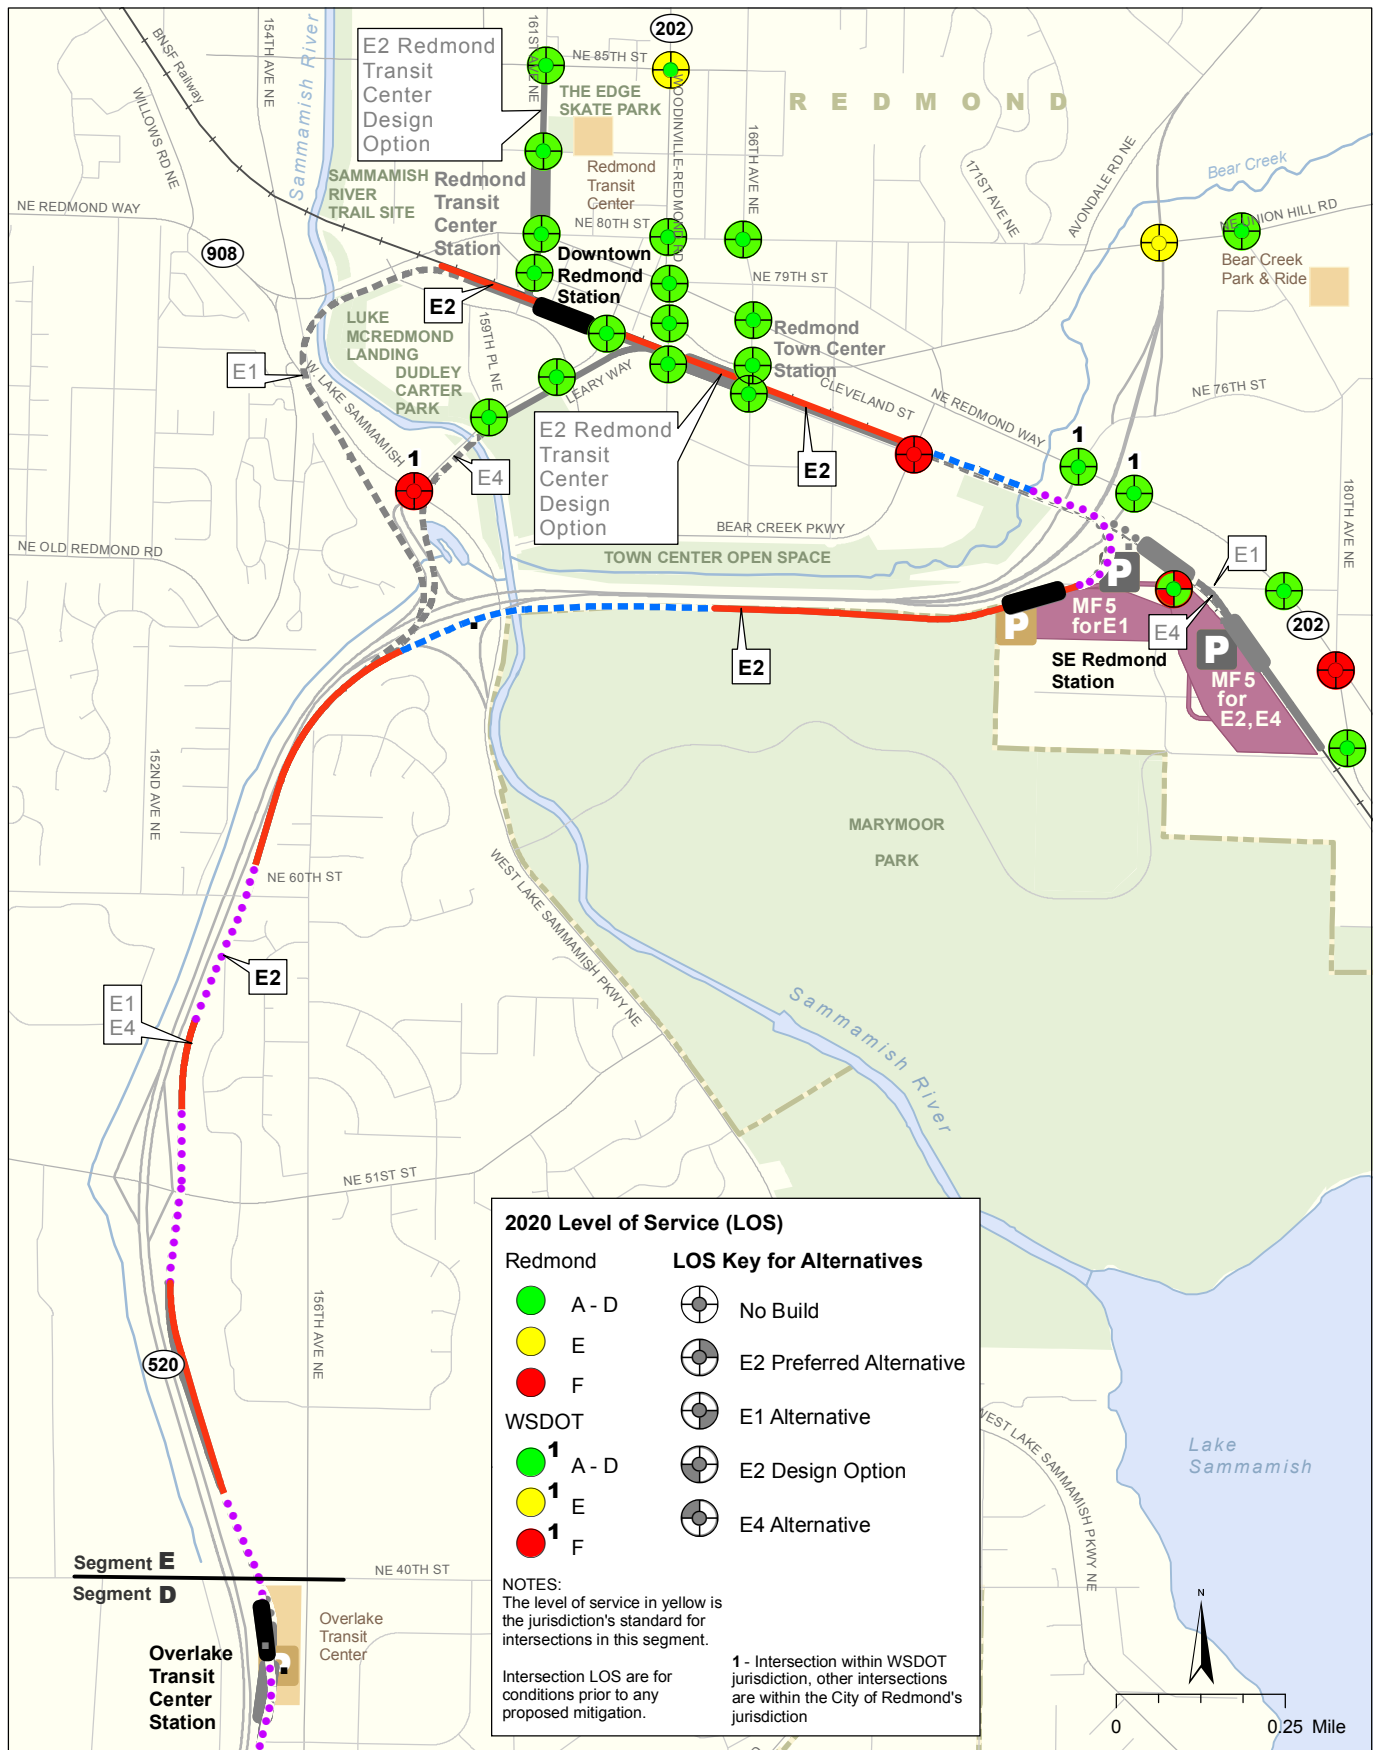 202
161ST AVE NE
154TH AVE NE
BNSF Railway
Sammamish River
WILLOWS RD NE
E2 Redmond
Transit
Center
Design
Option
NE 85TH ST
THE EDGE
SKATE PARK
WOODINVILLE-REDMOND RD
166TH AVE NE
REDMOND
171ST AVE NE
AVONDALE RD NE
Bear Creek
NE UNION HILL RD
Bear Creek
Park & Ride
SAMMAMISH
RIVER
TRAIL SITE
Redmond
Transit
Center
Station
Redmond
Transit
Center
NE 80TH ST
NE 79TH ST
NE REDMOND WAY
908
Downtown
Redmond
Station
E2
LUKE
MCREDMOND
LANDING
DUDLEY
CARTER
PARK
159TH PL NE
LEARY WAY
E1
W. LAKE SAMMAMISH
Redmond
Town Center
Station
CLEVELAND ST
NE REDMOND WAY
NE 76TH ST
180TH AVE NE
E2 Redmond
Transit
Center
Design
Option
E2
E4
1
1
1
BEAR CREEK PKWY
TOWN CENTER OPEN SPACE
NE OLD REDMOND RD
P
E1
MF5
forE1
P
E4
202
P
SE Redmond
Station
MF5
for
E2,E4
E2
152ND AVE NE
MARYMOOR
PARK
NE 60TH ST
WEST LAKE SAMMAMISH PKWY NE
E2
E1
E4
Sammamish River
NE 51ST ST
156TH AVE NE
520
2020 Level of Service (LOS)
Redmond
A - D
E
F
WSDOT
1 A - D
1 E
1 F
LOS Key for Alternatives
No Build
E2 Preferred Alternative
E1 Alternative
E2 Design Option
E4 Alternative
NOTES:
The level of service in yellow is
the jurisdiction's standard for
intersections in this segment.
Intersection LOS are for
conditions prior to any
proposed mitigation.
1 - Intersection within WSDOT
jurisdiction, other intersections
are within the City of Redmond's
jurisdiction
WEST LAKE SAMMAMISH PKWY NE
Lake
Sammamish
Segment E
Segment D
NE 40TH ST
Overlake
Transit
Center
Overlake
Transit
Center
Station
N
0 0.25 Mile